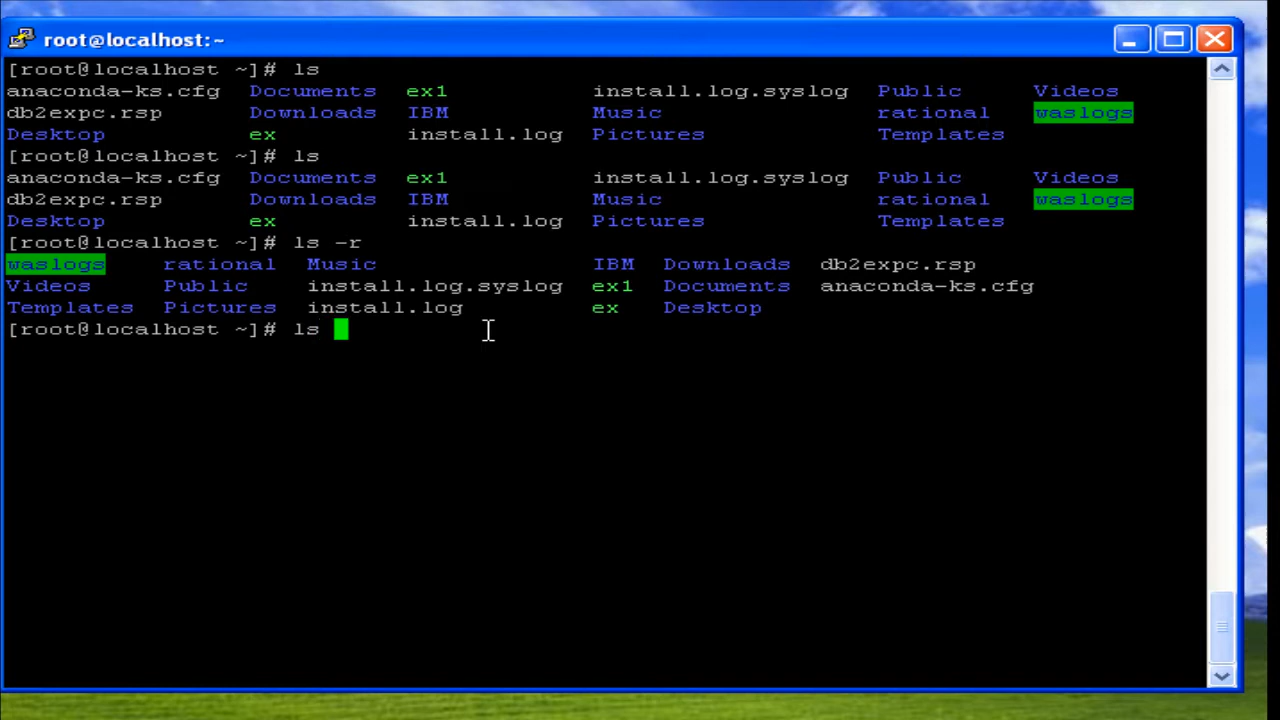 root@localhost:~
[root@localhost ~]# ls
anaconda-ks.cfg Documents ex1 install.log.syslog Public Videos
db2expc.rsp Downloads IBM Music rational waslogs
Desktop ex install.log Pictures Templates
[root@localhost ~]# ls
anaconda-ks.cfg Documents ex1 install.log.syslog Public Videos
db2expc.rsp Downloads IBM Music rational waslogs
Desktop ex install.log Pictures Templates
[root@localhost ~]# ls -r
waslogs rational Music IBM Downloads db2expc.rsp
Videos Public install.log.syslog ex1 Documents anaconda-ks.cfg
Templates Pictures install.log ex Desktop
[root@localhost ~]# ls